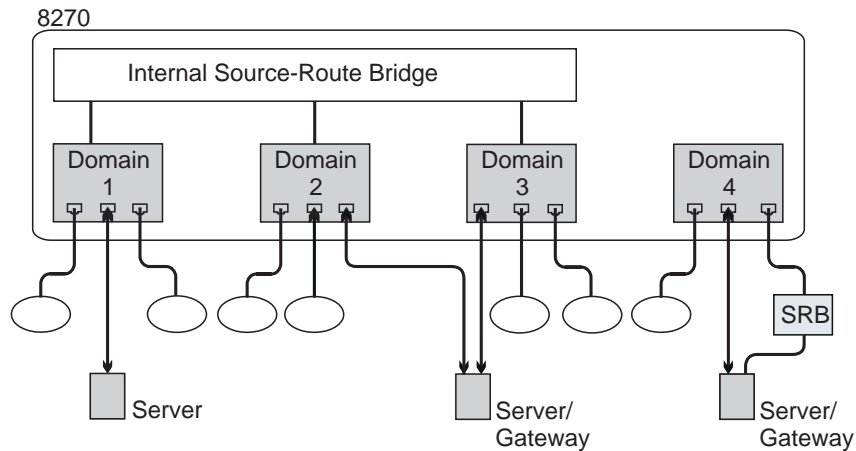 8270
Internal Source-Route Bridge
Domain
1
Domain
2
Domain
3
Domain
4
SRB
Server
Server/
Gateway
Server/
Gateway